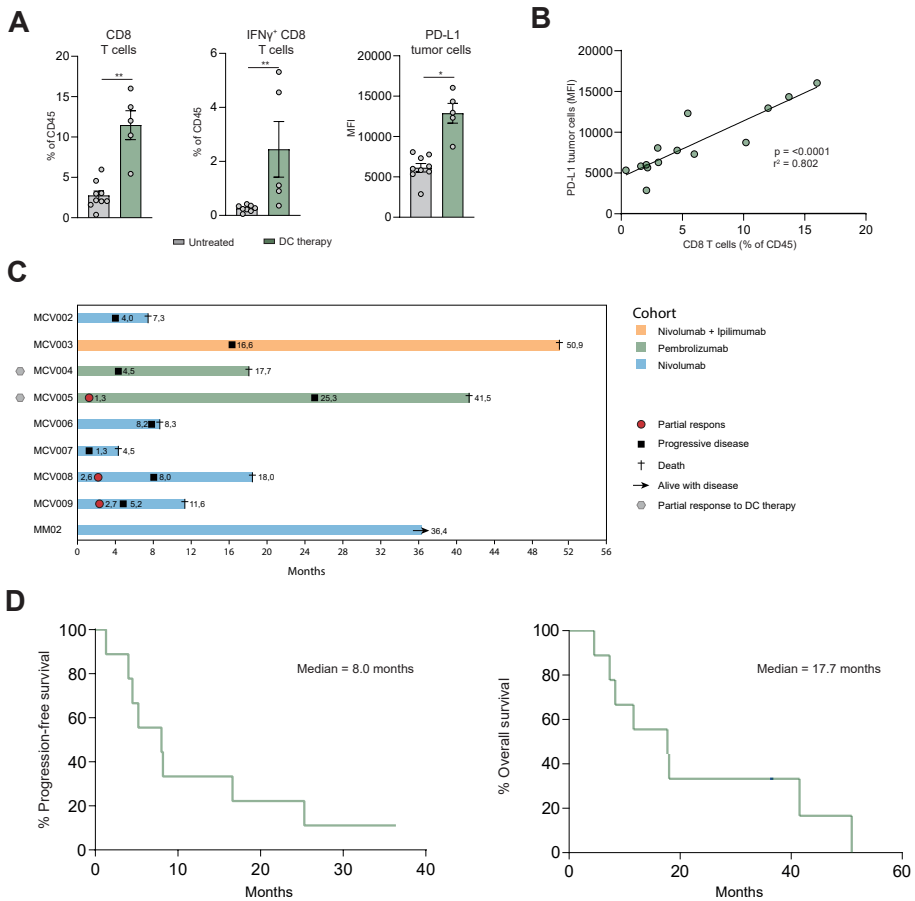 A
CD8
T cells
% of CD45
20
15
10
5
0
**
IFNγ⁺ CD8
T cells
% of CD45
6
4
2
0
**
PD-L1
tumor cells
MFI
20000
15000
10000
5000
0
*
Untreated
DC therapy
B
PD-L1 tuumor cells (MFI)
20000
15000
10000
5000
0
p = <0.0001
r² = 0.802
0 5 10 15 20
CD8 T cells (% of CD45)
C
MCV002 4,0 7,3
MCV003 16,6 50,9
MCV004 4,5 17,7
MCV005 1,3 25,3 41,5
MCV006 8,2 8,3
MCV007 1,3 4,5
MCV008 2,6 8,0 18,0
MCV009 2,7 5,2 11,6
MM02 36,4
0 4 8 12 16 20 24 28 32 36 40 44 48 52 56
Months
Cohort
Nivolumab + Ipilimumab
Pembrolizumab
Nivolumab
Partial respons
Progressive disease
Death
Alive with disease
Partial response to DC therapy
D
% Progression-free survival
100
80
60
40
20
0
Median = 8.0 months
0 10 20 30 40
Months
% Overall survival
100
80
60
40
20
0
Median = 17.7 months
0 20 40 60
Months